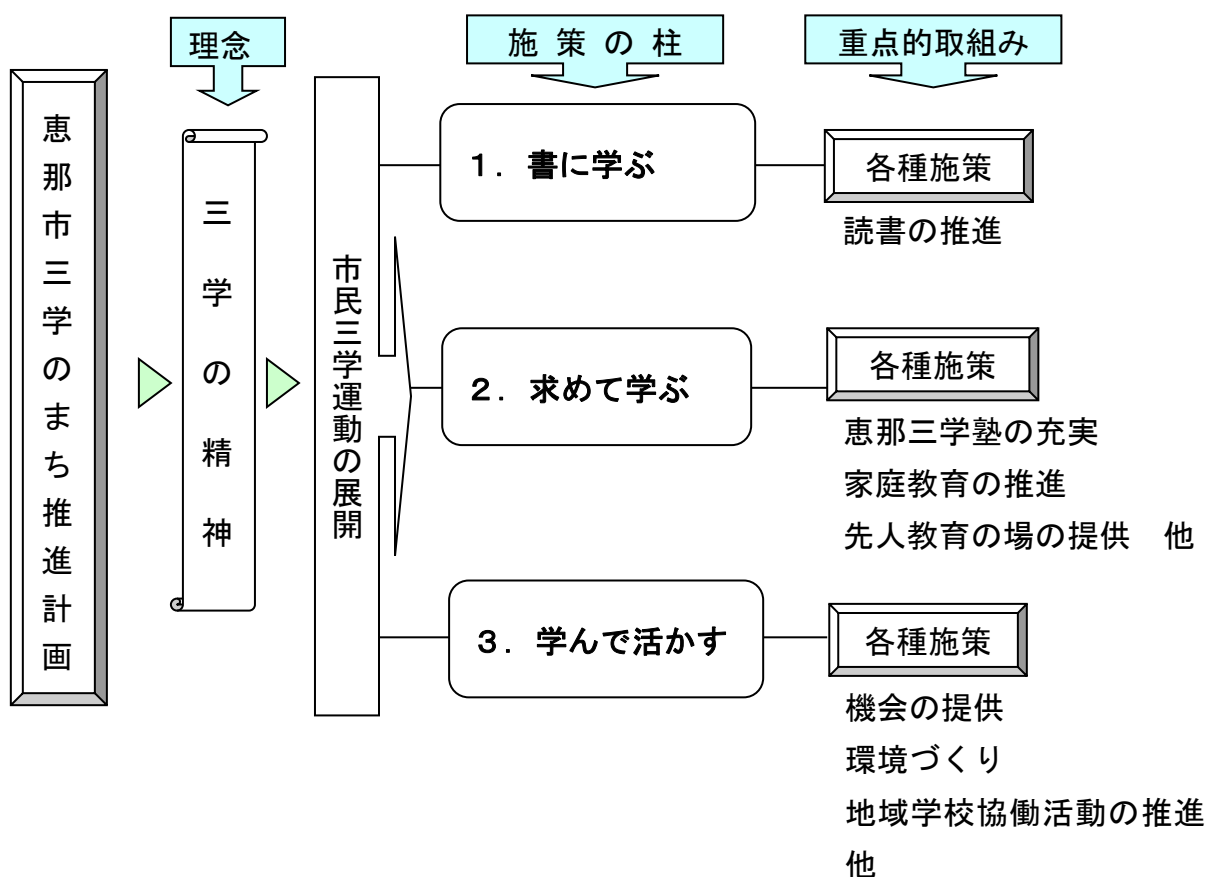 理念
施策の柱
重点的取組み
恵那市三学のまち推進計画
三学の精神
市民三学運動の展開
１．書に学ぶ
各種施策
読書の推進
２．求めて学ぶ
各種施策
恵那三学塾の充実
家庭教育の推進
先人教育の場の提供　他
３．学んで活かす
各種施策
機会の提供
環境づくり
地域学校協働活動の推進
他